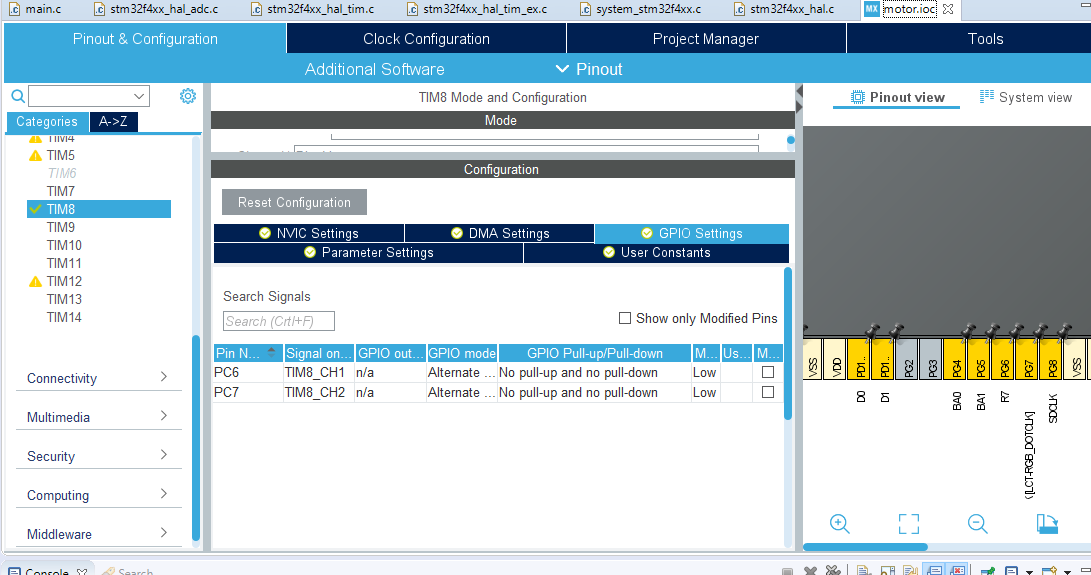 main.c stm32f4xx_hal_adc.c stm32f4xx_hal_tim.c stm32f4xx_hal_tim_ex.c system_stm32f4xx.c stm32f4xx_hal.c MX motor.ioc
Pinout & Configuration Clock Configuration Project Manager Tools
Additional Software Pinout
TIM8 Mode and Configuration
Mode
Configuration
Reset Configuration
NVIC Settings DMA Settings GPIO Settings
Parameter Settings User Constants
Search Signals
Search (Crtl+F)
Show only Modified Pins
Pin N... Signal on... GPIO out... GPIO mode GPIO Pull-up/Pull-down M... Us... M...
PC6 TIM8_CH1 n/a Alternate ... No pull-up and no pull-down Low
PC7 TIM8_CH2 n/a Alternate ... No pull-up and no pull-down Low
Categories A->Z
TIM4
TIM5
TIM6
TIM7
TIM8
TIM9
TIM10
TIM11
TIM12
TIM13
TIM14
Connectivity
Multimedia
Security
Computing
Middleware
Pinout view System view
VSS
VDD
PD1..
PD1..
PG2
PG3
PG4
PG5
PG6
PG7
PG8
VSS
D0
D1
BA0
BA1
R7
([LCT-RGB_DOTCLK]
SDCLK
Console Search